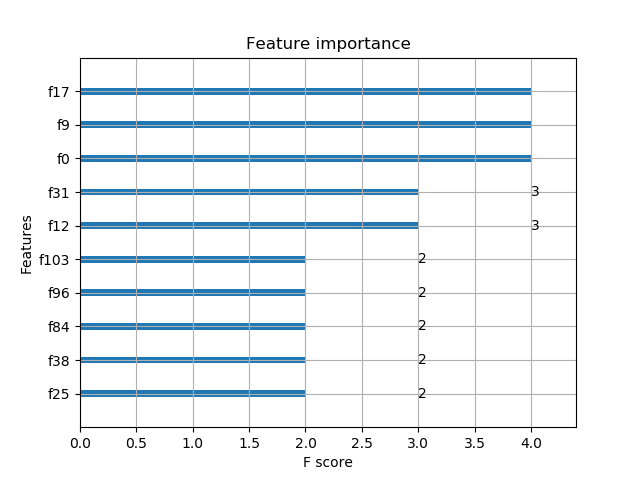 Feature importance
Features
f17
f9
f0
f31 3
f12 3
f103 2
f96 2
f84 2
f38 2
f25 2
0.0 0.5 1.0 1.5 2.0 2.5 3.0 3.5 4.0
F score